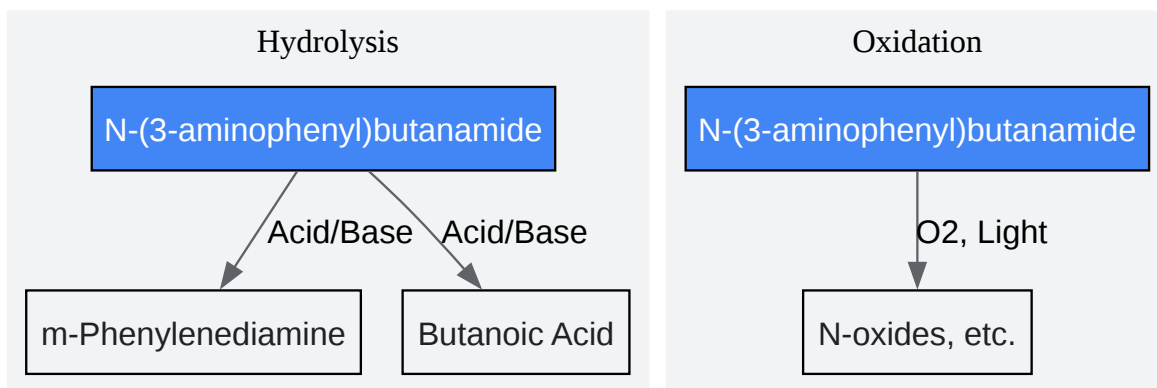 Hydrolysis
N-(3-aminophenyl)butanamide
Acid/Base
Acid/Base
m-Phenylenediamine
Butanoic Acid
Oxidation
N-(3-aminophenyl)butanamide
O2, Light
N-oxides, etc.